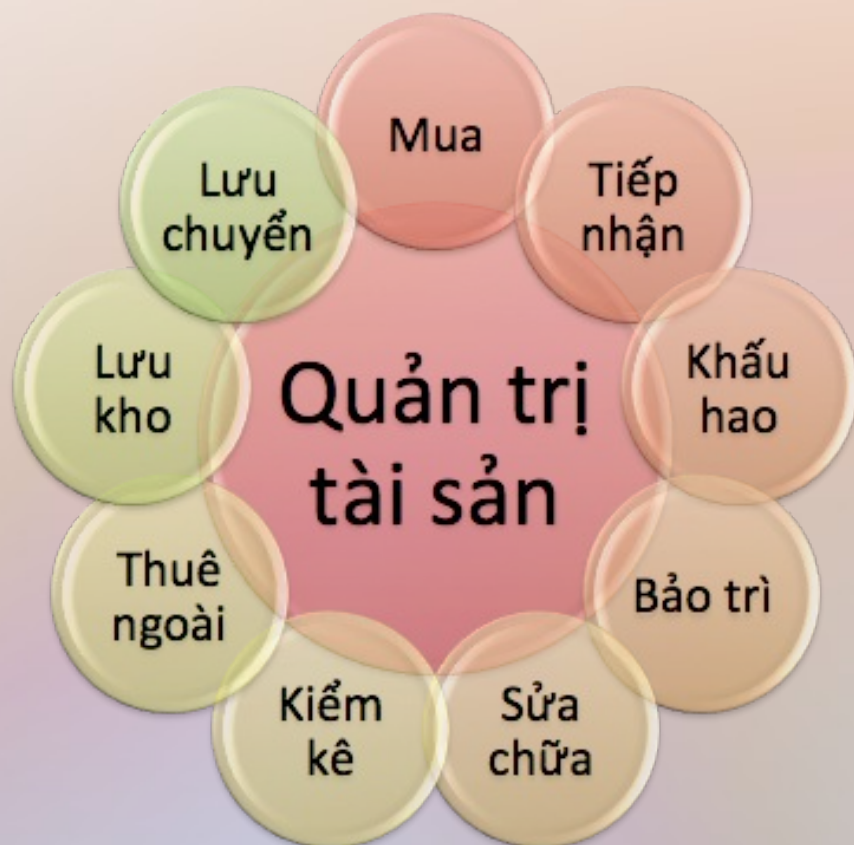 Quản trị
tài sản
Mua
Tiếp
nhận
Khấu
hao
Bảo trì
Sửa
chữa
Kiểm
kê
Thuê
ngoài
Lưu
kho
Lưu
chuyển